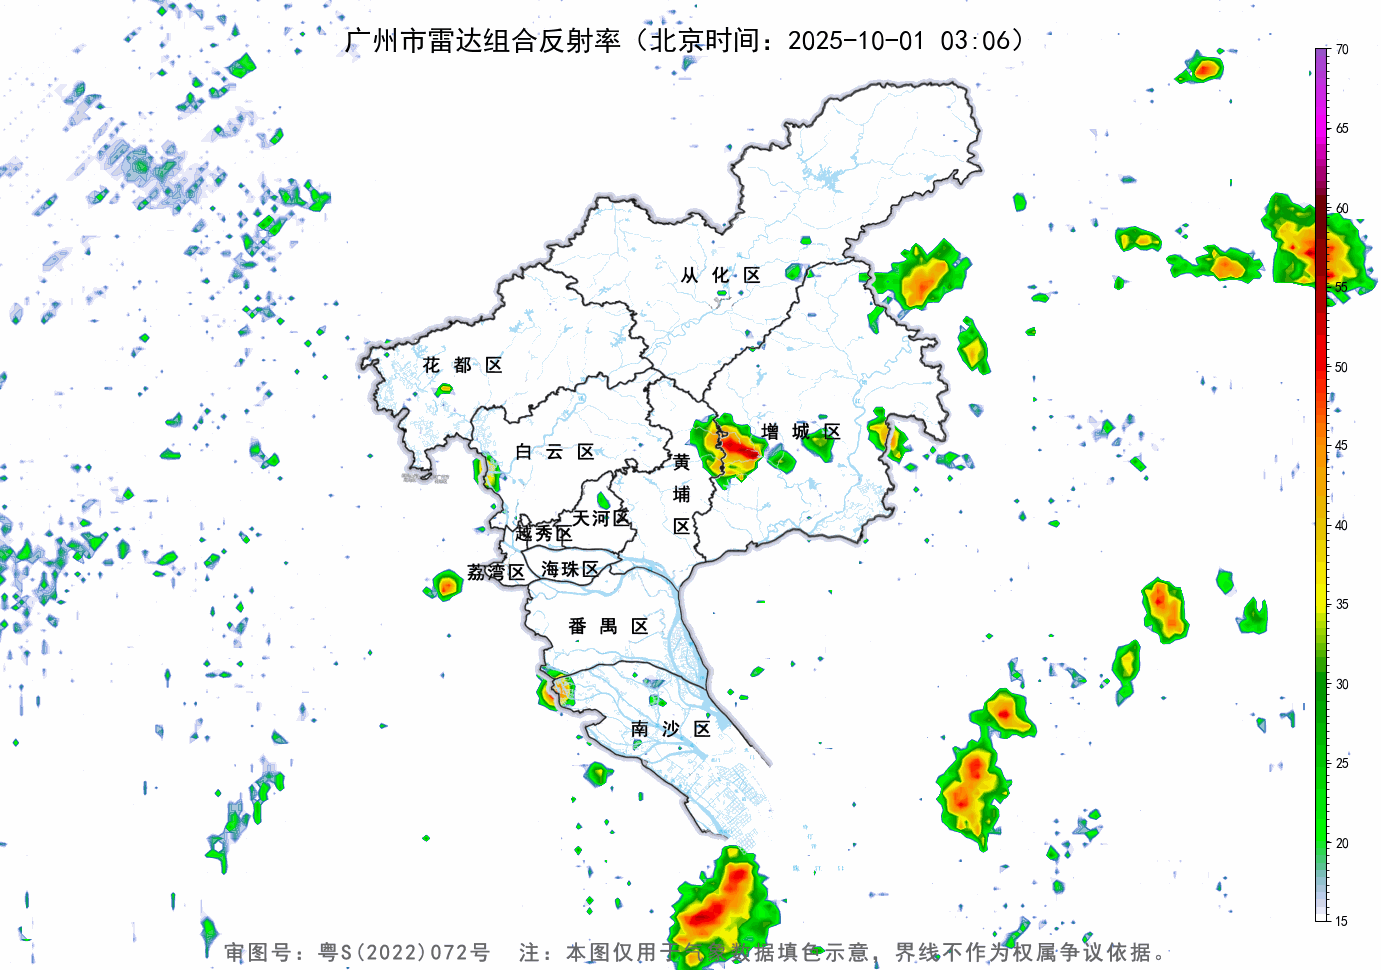 广州市雷达组合反射率（北京时间：2025-10-01 03:06）
70
65
60
55
50
45
40
35
30
25
20
15
从化区
花都区
增城区
白云区
黄埔区
天河区
越秀区
荔湾区
海珠区
番禺区
南沙区
审图号：粤S(2022)072号 注：本图仅用于气象数据填色示意，界线不作为权属争议依据。